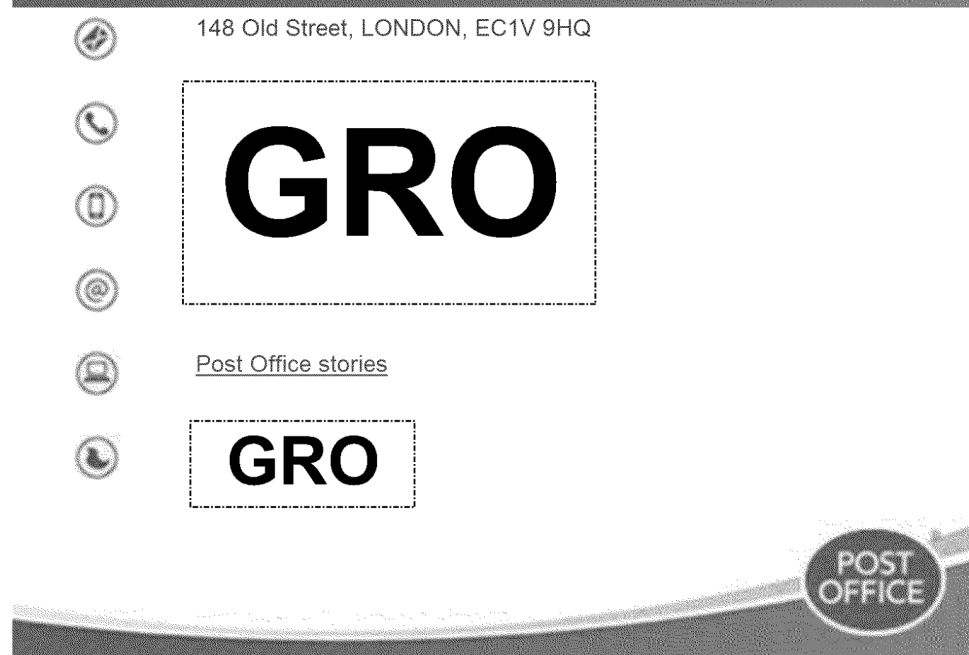 148 Old Street, LONDON, EC1V 9HQ
GRO
Post Office stories
GRO
POST
OFFICE